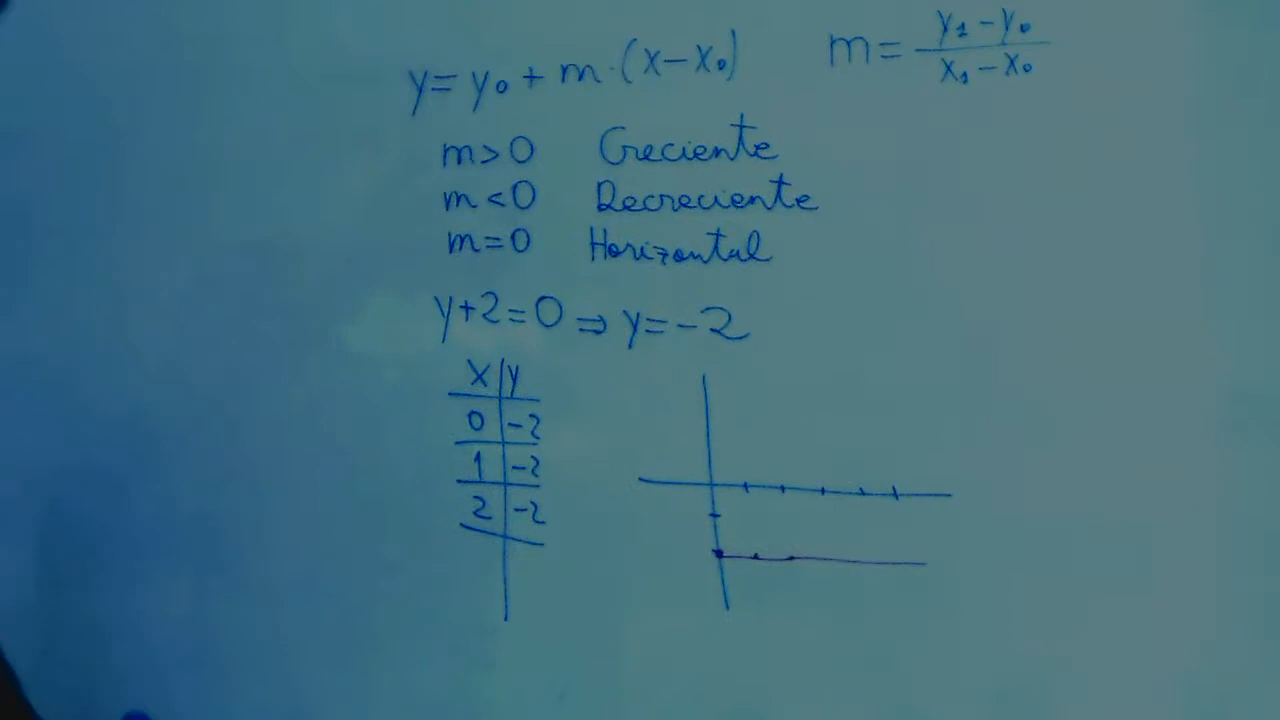 y = y₀ + m · (x − x₀)    m = (y₁ − y₀) / (x₁ − x₀)
m > 0 Creciente
m < 0 Decreciente
m = 0 Horizontal
y + 2 = 0 ⇒ y = −2
x | y
0 | −2
1 | −2
2 | −2